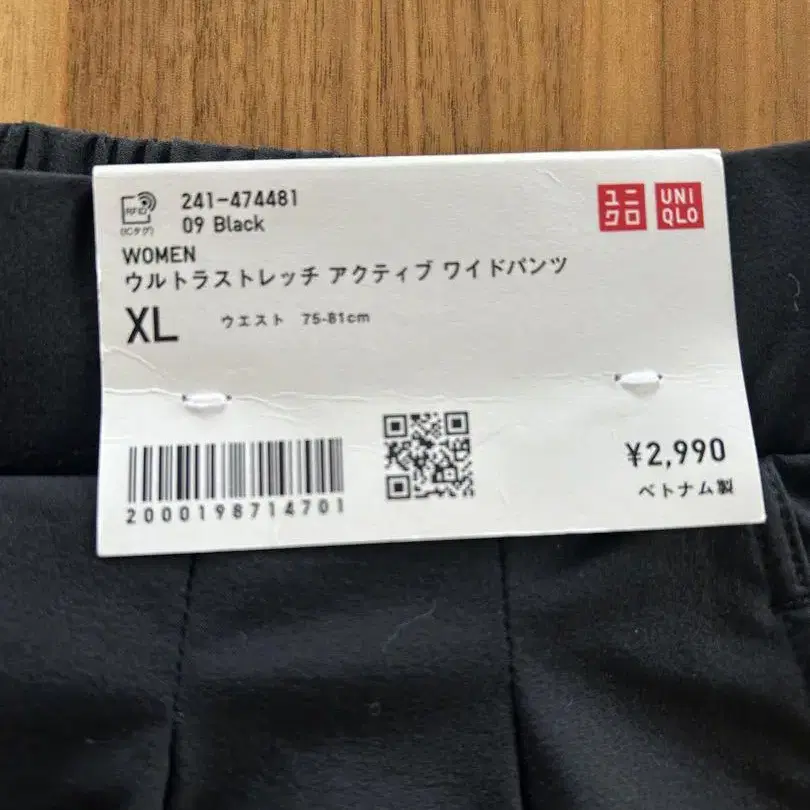 241-474481
09 Black
RFID
(ICタグ)
ユニクロ
UNIQLO
WOMEN
ウルトラストレッチ アクティブ ワイドパンツ
XL ウエスト 75-81cm
2000198714701
¥2,990
ベトナム製